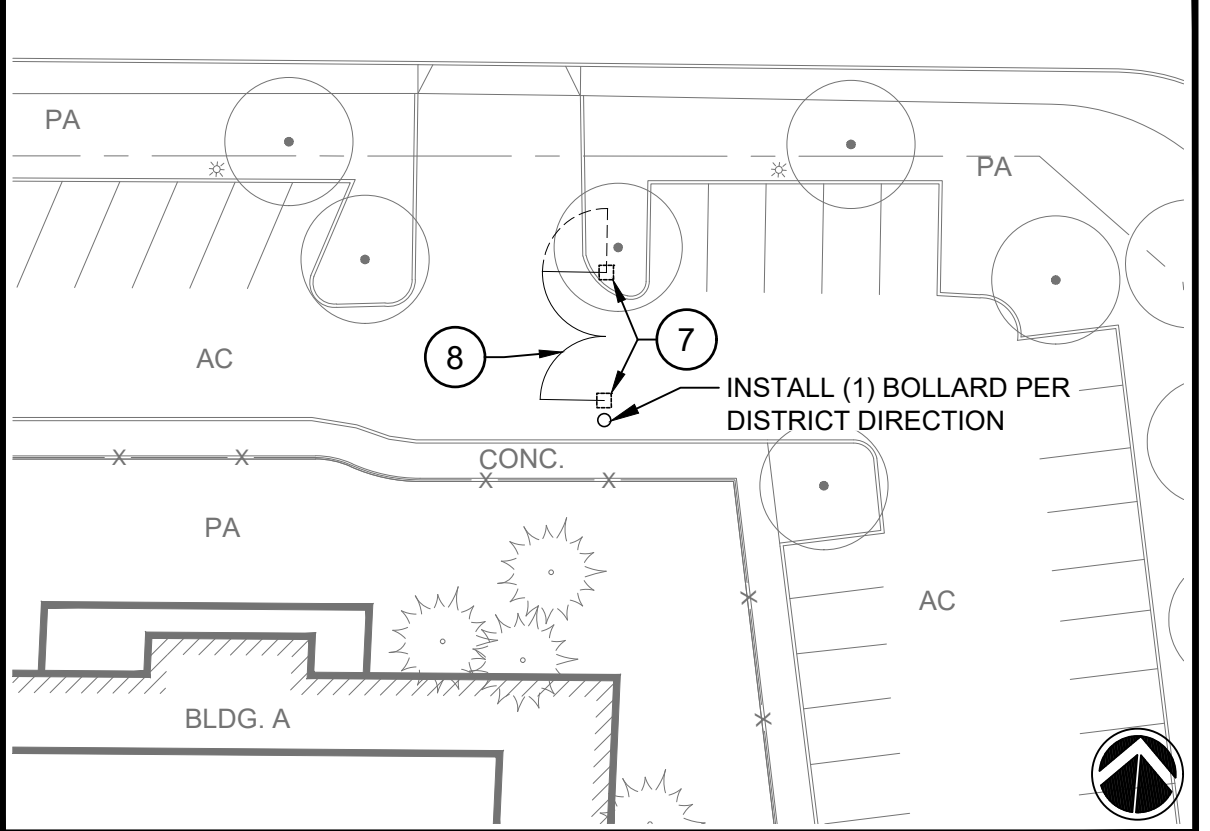 PA
PA
AC
8
7
INSTALL (1) BOLLARD PER
DISTRICT DIRECTION
X
X
CONC.
X
X
PA
X
AC
BLDG. A
X